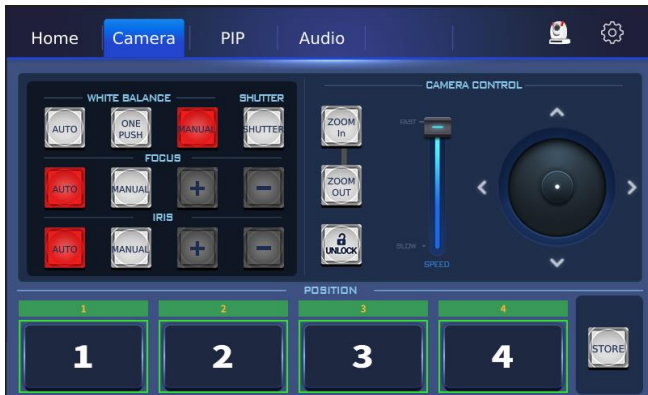 Home Camera PIP Audio
WHITE BALANCE SHUTTER
AUTO ONE PUSH MANUAL SHUTTER
FOCUS
AUTO MANUAL + -
IRIS
AUTO MANUAL + -
CAMERA CONTROL
ZOOM In
FAST
ZOOM OUT
UNLOCK
SLOW
SPEED
POSITION
1 2 3 4
1 2 3 4
STORE